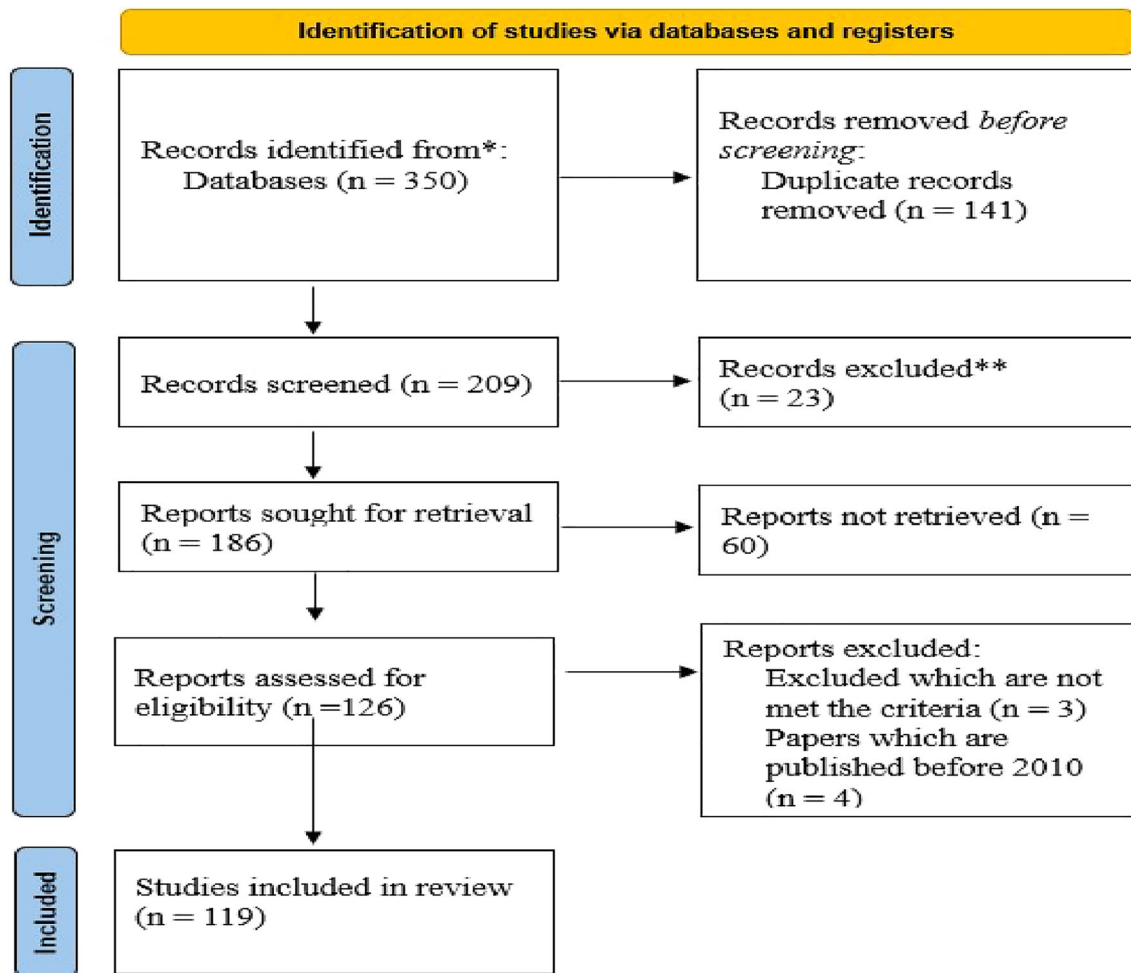 Identification of studies via databases and registers
Identification
Records identified from*:
Databases (n = 350)
Records removed before
screening:
Duplicate records
removed (n = 141)
Screening
Records screened (n = 209)
Records excluded**
(n = 23)
Reports sought for retrieval
(n = 186)
Reports not retrieved (n =
60)
Reports assessed for
eligibility (n =126)
Reports excluded:
Excluded which are not
met the criteria (n = 3)
Papers which are
published before 2010
(n = 4)
Included
Studies included in review
(n = 119)